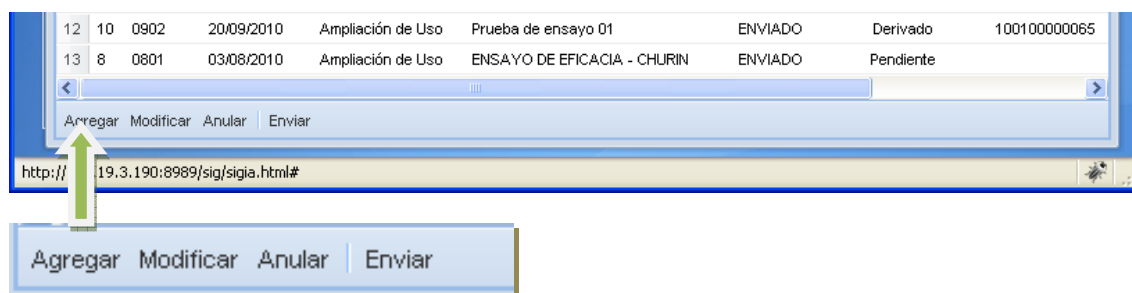 12 10 0902 20/09/2010 Ampliación de Uso Prueba de ensayo 01 ENVIADO Derivado 100100000065
13 8 0801 03/08/2010 Ampliación de Uso ENSAYO DE EFICACIA - CHURIN ENVIADO Pendiente
Agregar Modificar Anular Enviar
http:// 19.3.190:8989/sig/sigia.html#
Agregar Modificar Anular Enviar